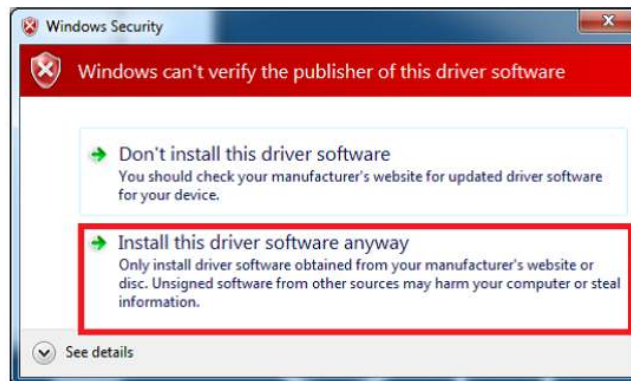 Windows Security
Windows can't verify the publisher of this driver software
Don't install this driver software
You should check your manufacturer's website for updated driver software
for your device.
Install this driver software anyway
Only install driver software obtained from your manufacturer's website or
disc. Unsigned software from other sources may harm your computer or steal
information.
See details